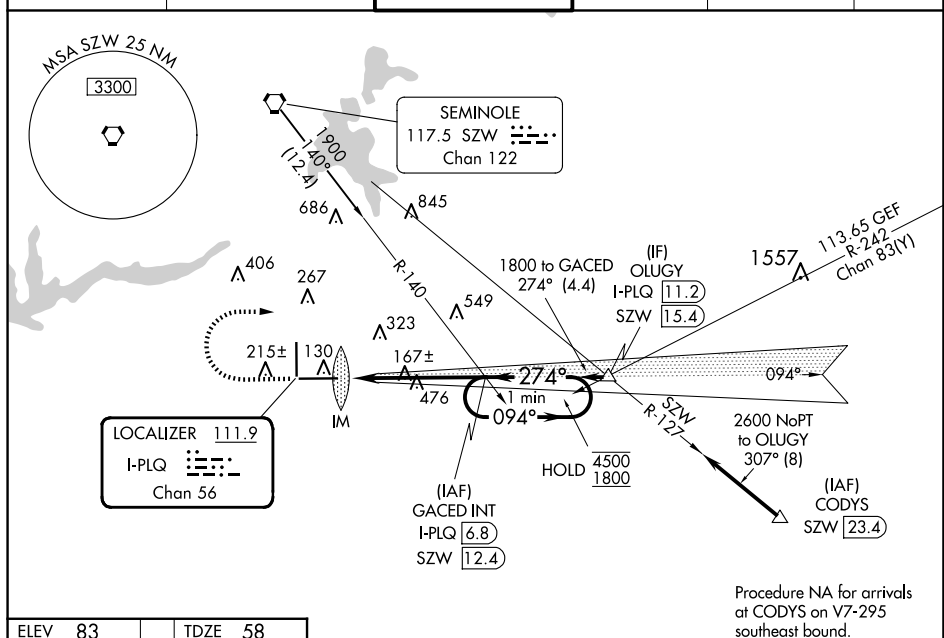 MSA SZW 25 NM
3300
SEMINOLE
117.5 SZW
Chan 122
1900
140°
(12.4)
686
845
406
267
R-140
549
323
1800 to GACED
274° (4.4)
(IF)
OLUGY
I-PLQ 11.2
SZW 15.4
1557
113.65 GEF
R-242
Chan 83(Y)
215±
130
167±
476
IM
274°
1 min
094°
094°
LOCALIZER 111.9
I-PLQ
Chan 56
HOLD 4500
1800
SZW
R-127
2600 NoPT
to OLUGY
307° (8)
(IAF)
GACED INT
I-PLQ 6.8
SZW 12.4
(IAF)
CODYS
SZW 23.4
Procedure NA for arrivals
at CODYS on V7-295
southeast bound.
ELEV 83
TDZE 58